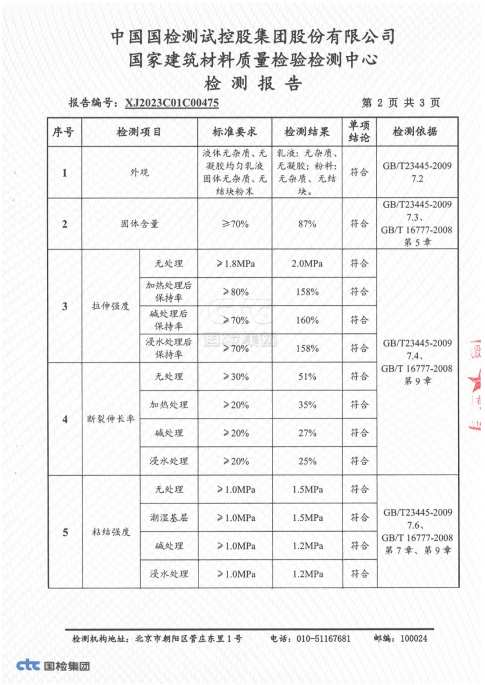 中国国检测试控股集团股份有限公司
国家建筑材料质量检验检测中心
检 测 报 告
报告编号：XJ2023C01C00475 第 2 页 共 3 页
序号 检测项目 标准要求 检测结果 单项结论 检测依据
1 外观 液体无杂质、无凝胶均匀乳液 固体无杂质、无结块粉末 乳液：无杂质、无凝胶；粉料：无杂质、无结块。 符合 GB/T23445-2009 7.2
2 固体含量 ≥70% 87% 符合 GB/T23445-2009 7.3、 GB/T 16777-2008 第 5 章
3 拉伸强度 无处理 ≥1.8MPa 2.0MPa 符合 GB/T23445-2009 7.4、 GB/T 16777-2008 第 9 章
加热处理后保持率 ≥80% 158% 符合
碱处理后保持率 ≥70% 160% 符合
浸水处理后保持率 ≥70% 158% 符合
4 断裂伸长率 无处理 ≥30% 51% 符合
加热处理 ≥20% 35% 符合
碱处理 ≥20% 27% 符合
浸水处理 ≥20% 25% 符合
5 粘结强度 无处理 ≥1.0MPa 1.5MPa 符合 GB/T23445-2009 7.6、 GB/T 16777-2008 第 7 章、第 9 章
潮湿基层 ≥1.0MPa 1.5MPa 符合
碱处理 ≥1.0MPa 1.2MPa 符合
浸水处理 ≥1.0MPa 1.2MPa 符合
国检集团
检测机构地址：北京市朝阳区管庄东里 1 号 电话：010-51167681 邮编：100024
ctc 国检集团